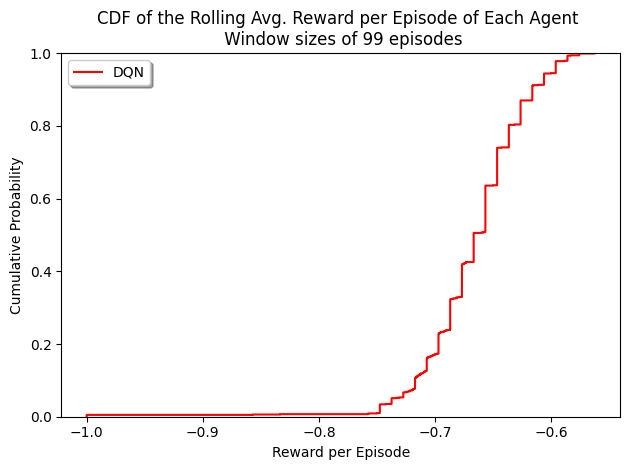 CDF of the Rolling Avg. Reward per Episode of Each Agent
Window sizes of 99 episodes
DQN
Cumulative Probability
1.0
0.8
0.6
0.4
0.2
0.0
−1.0 −0.9 −0.8 −0.7 −0.6
Reward per Episode